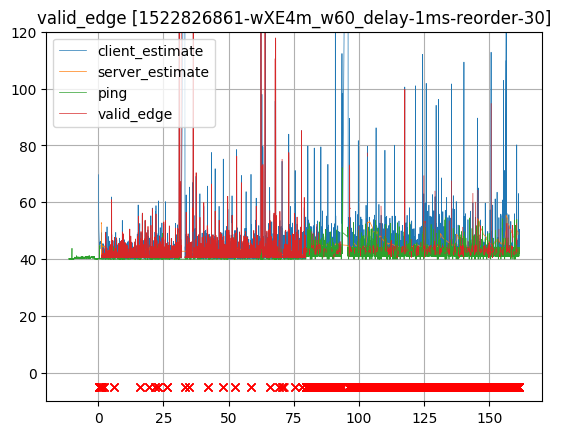 valid_edge [1522826861-wXE4m_w60_delay-1ms-reorder-30]
client_estimate
server_estimate
ping
valid_edge
120
100
80
60
40
20
0
0 25 50 75 100 125 150